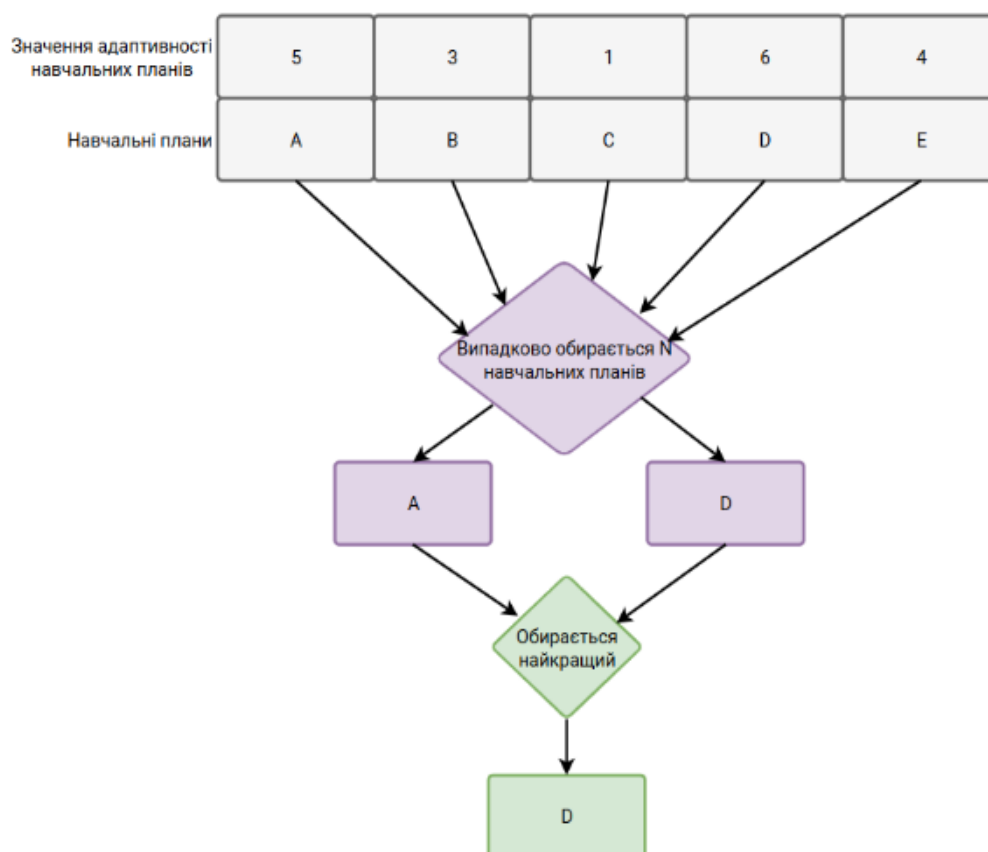 Значення адаптивності
навчальних планів
5 3 1 6 4
Навчальні плани A B C D E
Випадково обирається N
навчальних планів
A D
Обирається
найкращий
D